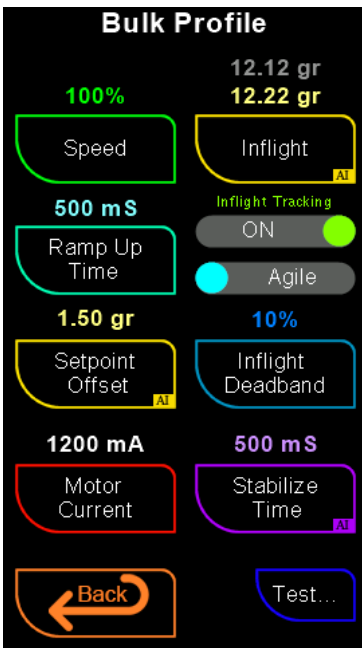 Bulk Profile
12.12 gr
100%
12.22 gr
Speed
Inflight
AI
500 mS
Inflight Tracking
ON
Ramp Up
Time
Agile
1.50 gr
10%
Setpoint
Offset
AI
Inflight
Deadband
1200 mA
500 mS
Motor
Current
Stabilize
Time
AI
Back
Test...